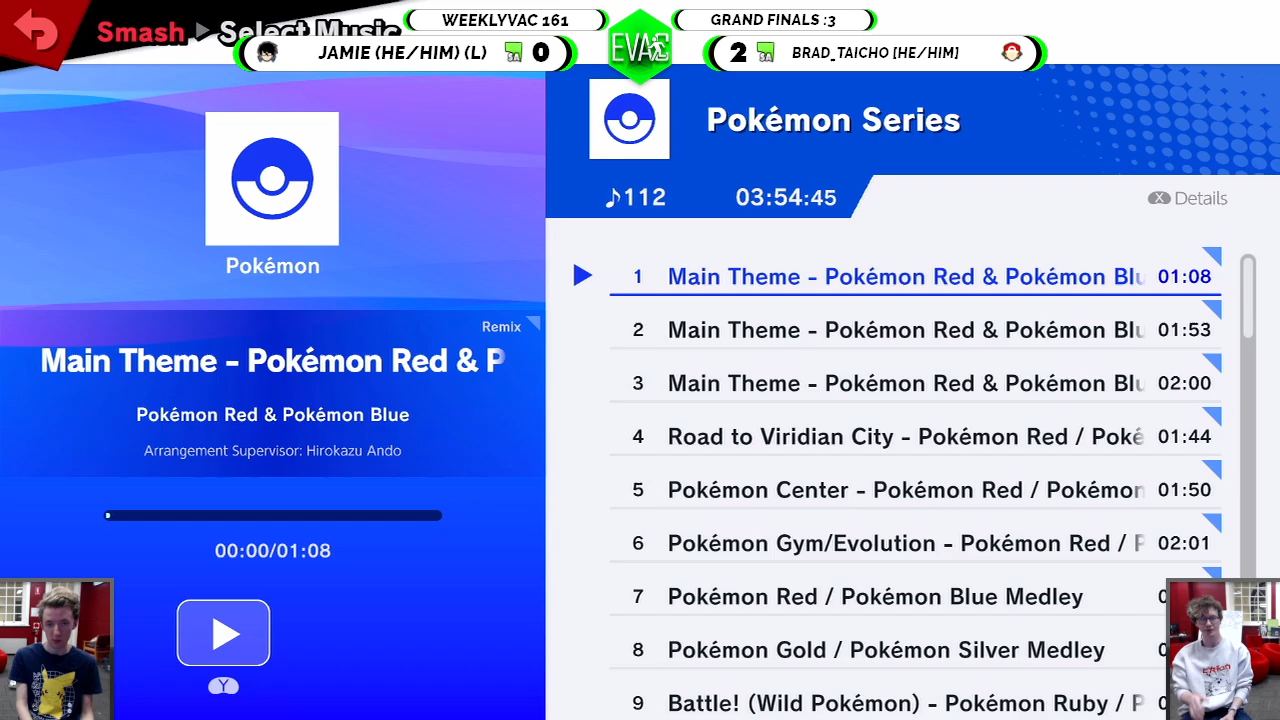 WEEKLYVAC 161
GRAND FINALS :3
Smash ▶ Select Music
JAMIE (HE/HIM) (L) SA 0
EVAC
2 SA BRAD_TAICHO [HE/HIM]
Pokémon
Remix
Main Theme - Pokémon Red & P
Pokémon Red & Pokémon Blue
Arrangement Supervisor: Hirokazu Ando
00:00/01:08
Y
Pokémon Series
♪112 03:54:45
X Details
1 Main Theme - Pokémon Red & Pokémon Blu 01:08
2 Main Theme - Pokémon Red & Pokémon Blu 01:53
3 Main Theme - Pokémon Red & Pokémon Blu 02:00
4 Road to Viridian City - Pokémon Red / Poké 01:44
5 Pokémon Center - Pokémon Red / Pokémon 01:50
6 Pokémon Gym/Evolution - Pokémon Red / P 02:01
7 Pokémon Red / Pokémon Blue Medley 0
8 Pokémon Gold / Pokémon Silver Medley 0
9 Battle! (Wild Pokémon) - Pokémon Ruby / P 0